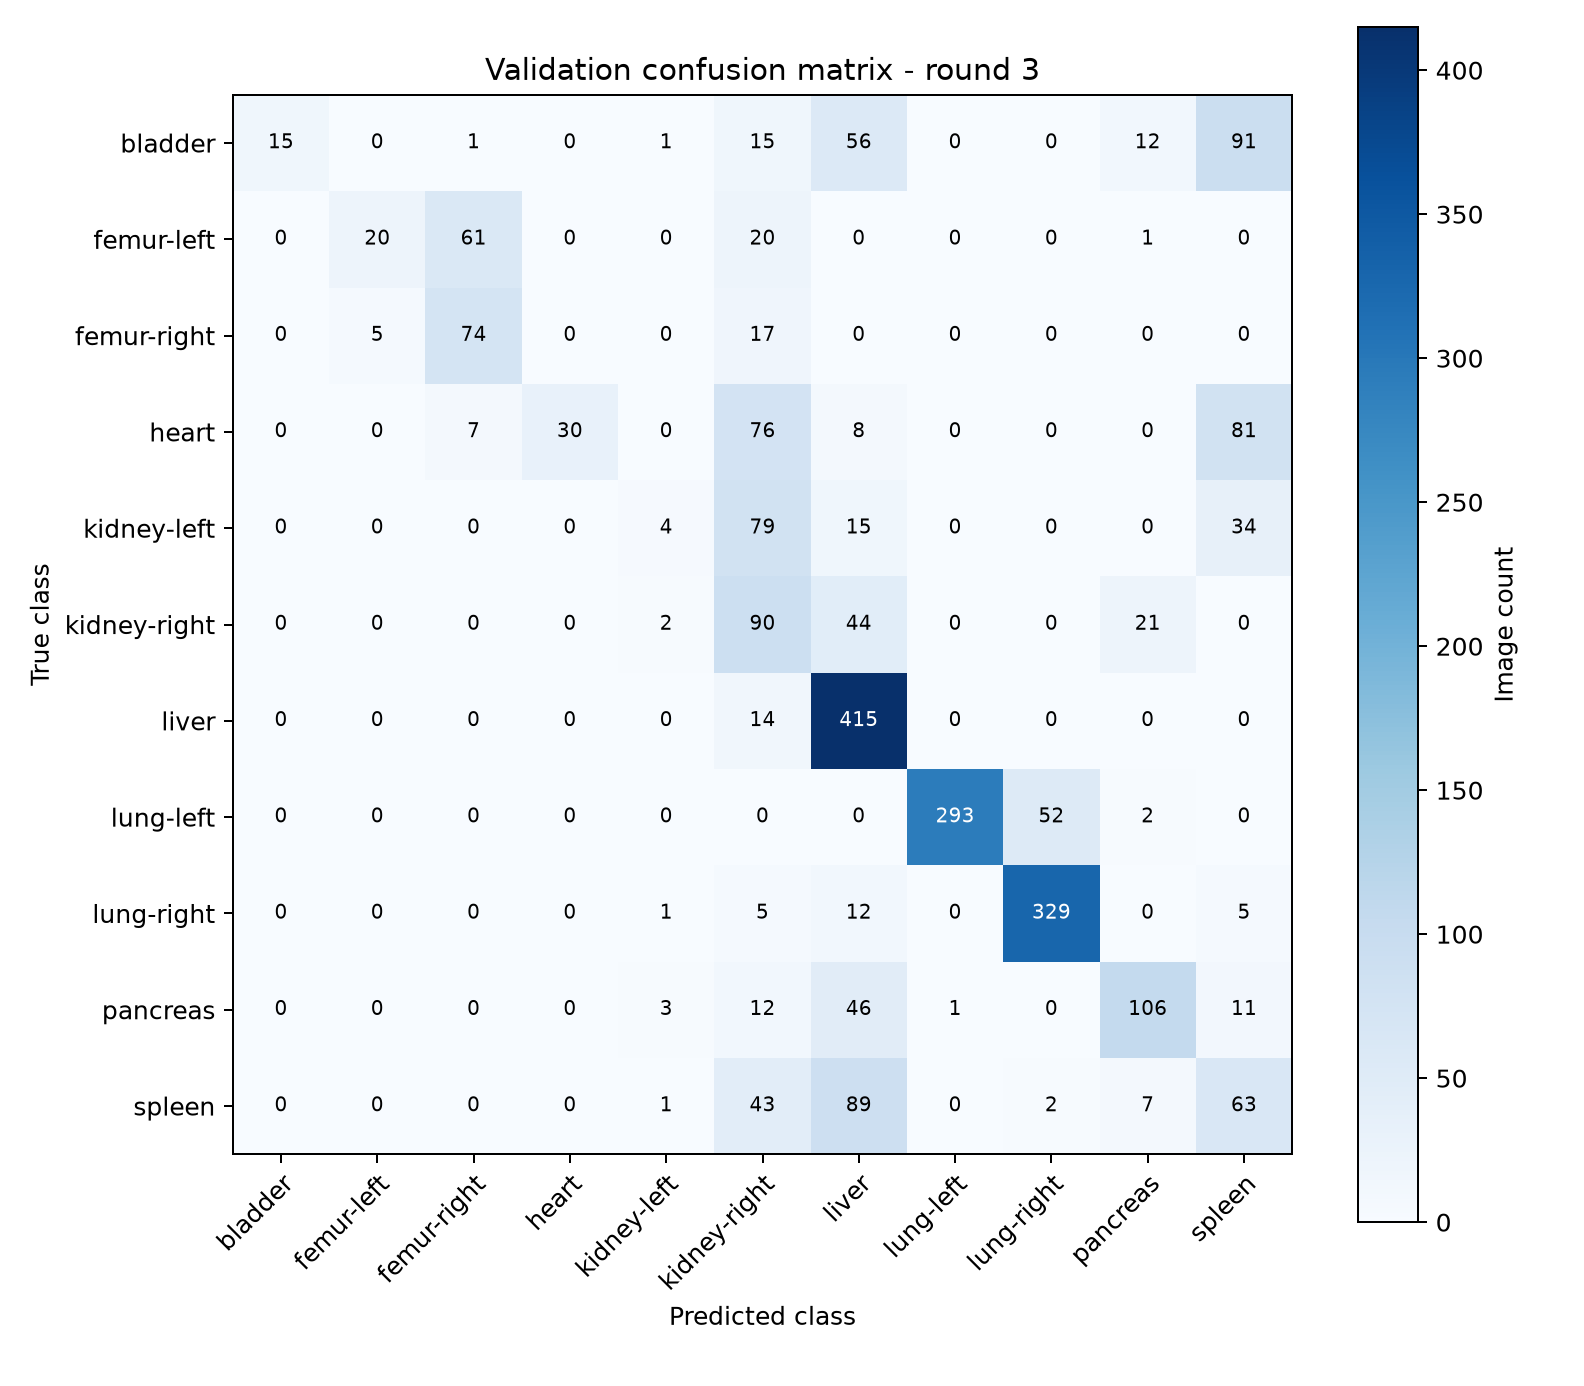 Validation confusion matrix - round 3
bladder 15 0 1 0 1 15 56 0 0 12 91
femur-left 0 20 61 0 0 20 0 0 0 1 0
femur-right 0 5 74 0 0 17 0 0 0 0 0
heart 0 0 7 30 0 76 8 0 0 0 81
kidney-left 0 0 0 0 4 79 15 0 0 0 34
kidney-right 0 0 0 0 2 90 44 0 0 21 0
liver 0 0 0 0 0 14 415 0 0 0 0
lung-left 0 0 0 0 0 0 0 293 52 2 0
lung-right 0 0 0 0 1 5 12 0 329 0 5
pancreas 0 0 0 0 3 12 46 1 0 106 11
spleen 0 0 0 0 1 43 89 0 2 7 63
True class
bladder femur-left femur-right heart kidney-left kidney-right liver lung-left lung-right pancreas spleen
Predicted class
400
350
300
250
200
150
100
50
0
Image count